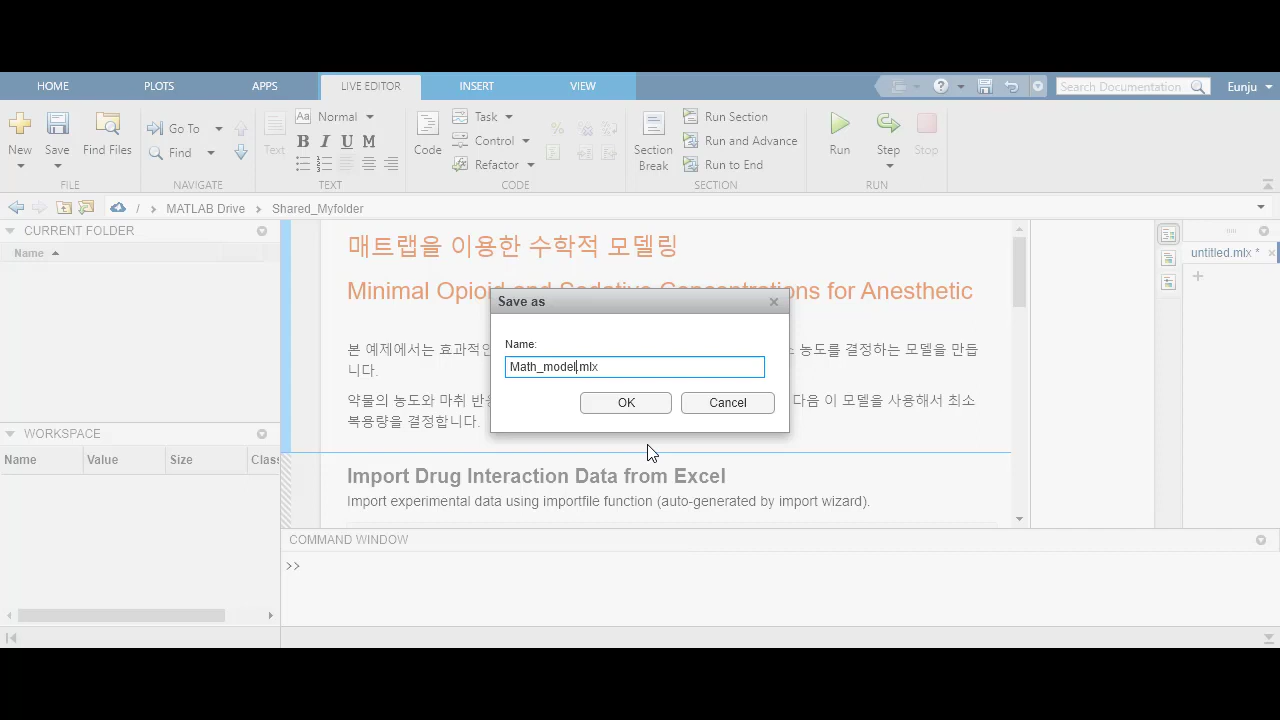 HOME PLOTS APPS LIVE EDITOR INSERT VIEW Search Documentation Eunju
New Save Find Files Go To Find Text Normal B I U M Code Task Control Refactor Section Break Run Section Run and Advance Run to End Run Step Stop
FILE NAVIGATE TEXT CODE SECTION RUN
/ MATLAB Drive Shared_Myfolder
CURRENT FOLDER
Name
매트랩을 이용한 수학적 모델링
untitled.mlx *
Minimal Opioid and Sedative Concentrations for Anesthetic
Save as
Name:
Math_model.mlx
OK Cancel
본 예제에서는 효과적인
농도를 결정하는 모델을 만듭
니다.
약물의 농도와 마취 반
다음 이 모델을 사용해서 최소
복용량을 결정합니다.
WORKSPACE
Name Value Size Class
Import Drug Interaction Data from Excel
Import experimental data using importfile function (auto-generated by import wizard).
COMMAND WINDOW
>>